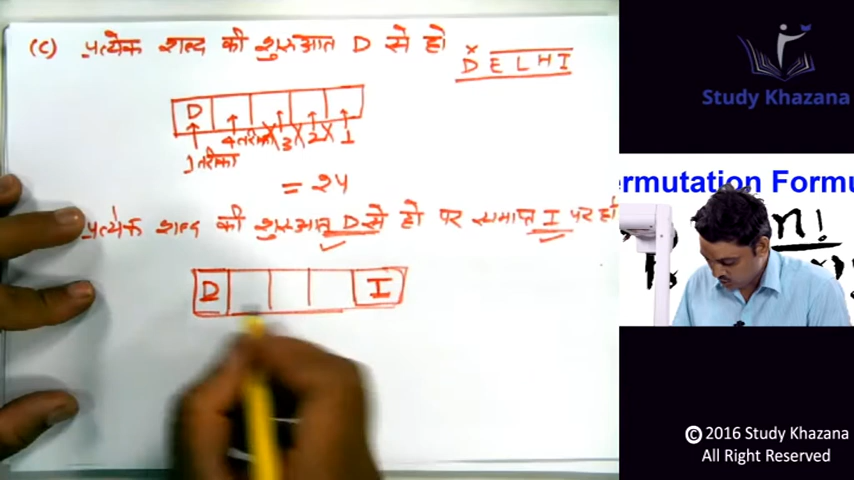 (c) प्रत्येक शब्द की शुरुआत D से हो
DELHI
Study Khazana
D
1 तरीका 4 तरीका × 3 × 2 × 1
= २४
ermutation Formu
n!
प्रत्येक शब्द की शुरुआत D से हो पर समाप्त I पर हो
D I
© 2016 Study Khazana
All Right Reserved